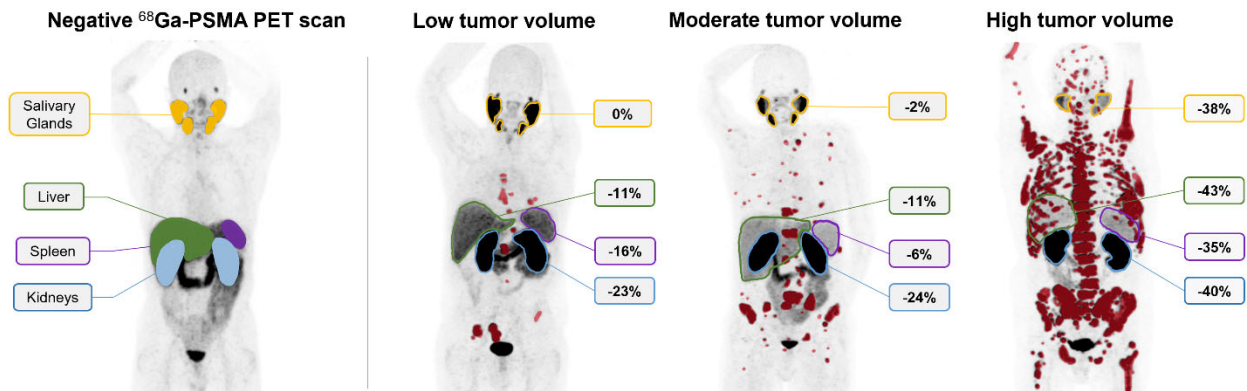 Negative ⁶⁸Ga-PSMA PET scan
Low tumor volume
Moderate tumor volume
High tumor volume
Salivary
Glands
Liver
Spleen
Kidneys
0%
-11%
-16%
-23%
-2%
-11%
-6%
-24%
-38%
-43%
-35%
-40%